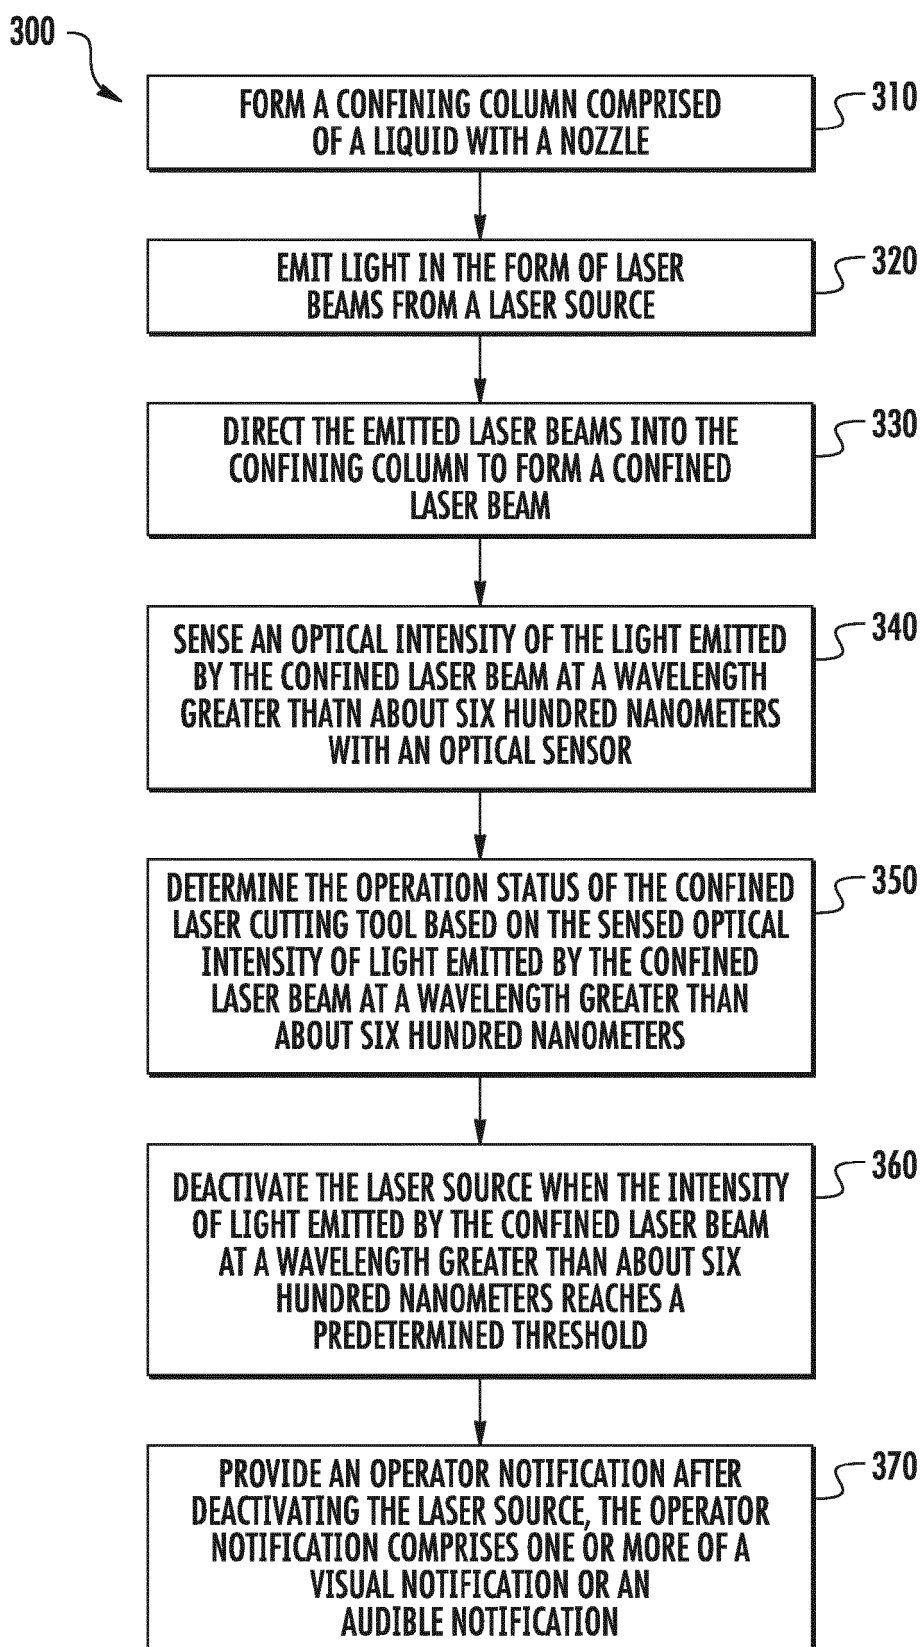 300
FORM A CONFINING COLUMN COMPRISED
OF A LIQUID WITH A NOZZLE
310
EMIT LIGHT IN THE FORM OF LASER
BEAMS FROM A LASER SOURCE
320
DIRECT THE EMITTED LASER BEAMS INTO THE
CONFINING COLUMN TO FORM A CONFINED
LASER BEAM
330
SENSE AN OPTICAL INTENSITY OF THE LIGHT EMITTED
BY THE CONFINED LASER BEAM AT A WAVELENGTH
GREATER THATN ABOUT SIX HUNDRED NANOMETERS
WITH AN OPTICAL SENSOR
340
DETERMINE THE OPERATION STATUS OF THE CONFINED
LASER CUTTING TOOL BASED ON THE SENSED OPTICAL
INTENSITY OF LIGHT EMITTED BY THE CONFINED
LASER BEAM AT A WAVELENGTH GREATER THAN
ABOUT SIX HUNDRED NANOMETERS
350
DEACTIVATE THE LASER SOURCE WHEN THE INTENSITY
OF LIGHT EMITTED BY THE CONFINED LASER BEAM
AT A WAVELENGTH GREATER THAN ABOUT SIX
HUNDRED NANOMETERS REACHES A
PREDETERMINED THRESHOLD
360
PROVIDE AN OPERATOR NOTIFICATION AFTER
DEACTIVATING THE LASER SOURCE, THE OPERATOR
NOTIFICATION COMPRISES ONE OR MORE OF A
VISUAL NOTIFICATION OR AN
AUDIBLE NOTIFICATION
370